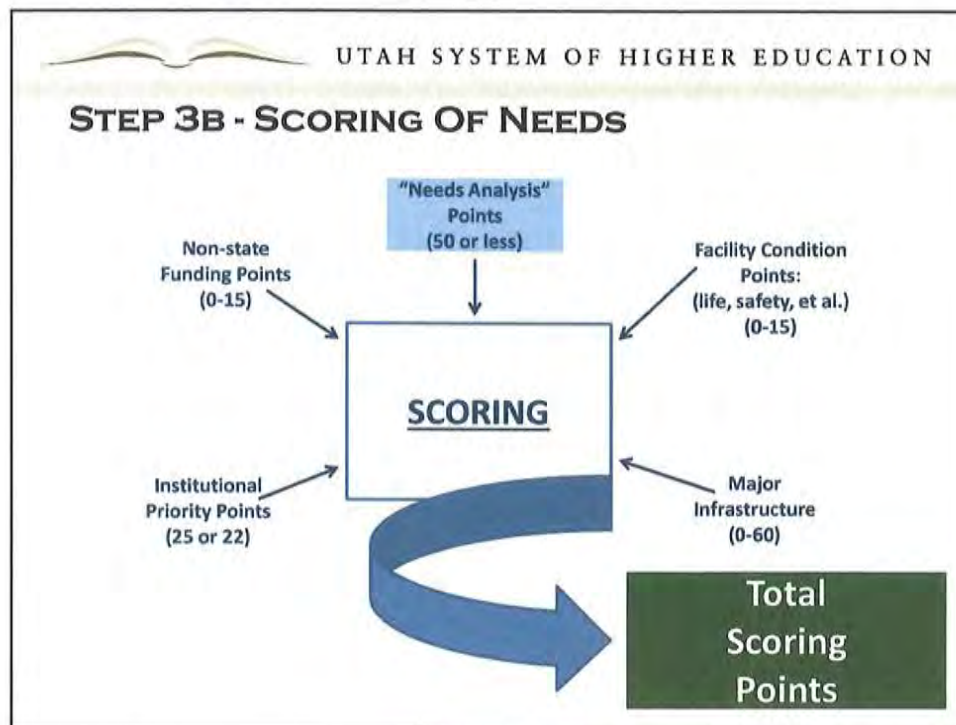 UTAH SYSTEM OF HIGHER EDUCATION
STEP 3B - SCORING OF NEEDS
"Needs Analysis"
Points
(50 or less)
Non-state
Funding Points
(0-15)
Facility Condition
Points:
(life, safety, et al.)
(0-15)
SCORING
Institutional
Priority Points
(25 or 22)
Major
Infrastructure
(0-60)
Total
Scoring
Points